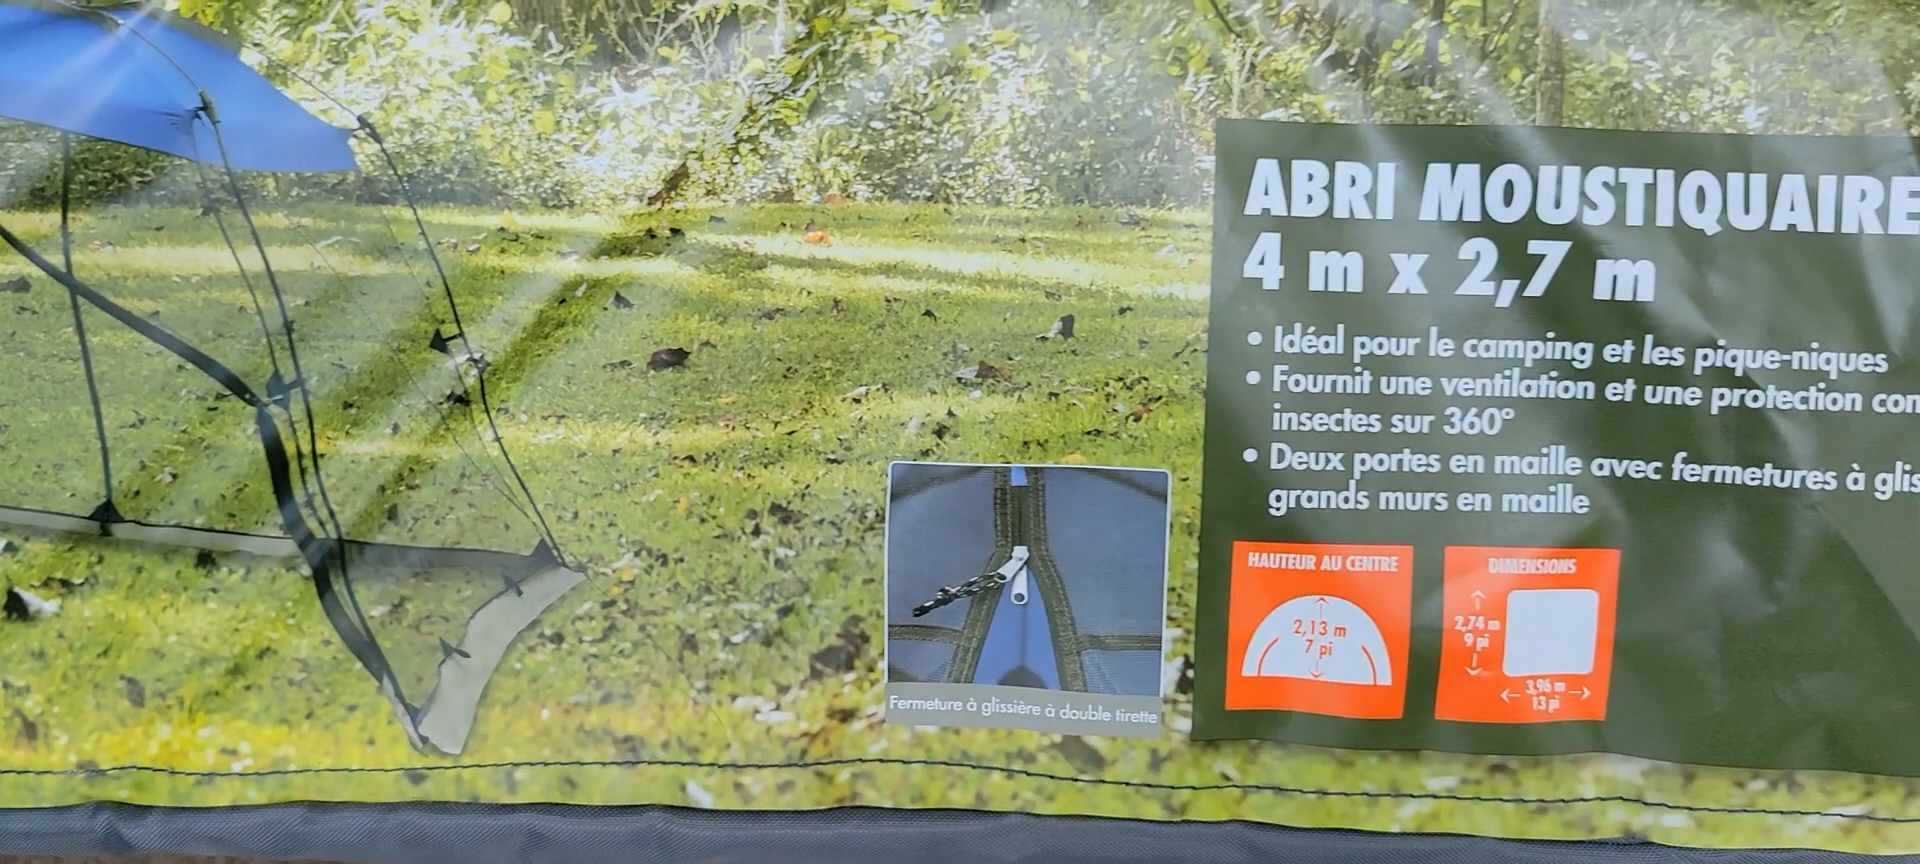 ABRI MOUSTIQUAIRE
4 m x 2,7 m
• Idéal pour le camping et les pique-niques
• Fournit une ventilation et une protection
insectes sur 360°
• Deux portes en maille avec fermetures à
grands murs en maille
HAUTEUR AU CENTRE
2,13 m
7 pi
DIMENSIONS
2,74 m
9 pi
3,96 m
13 pi
Fermeture à glissière à double tirette